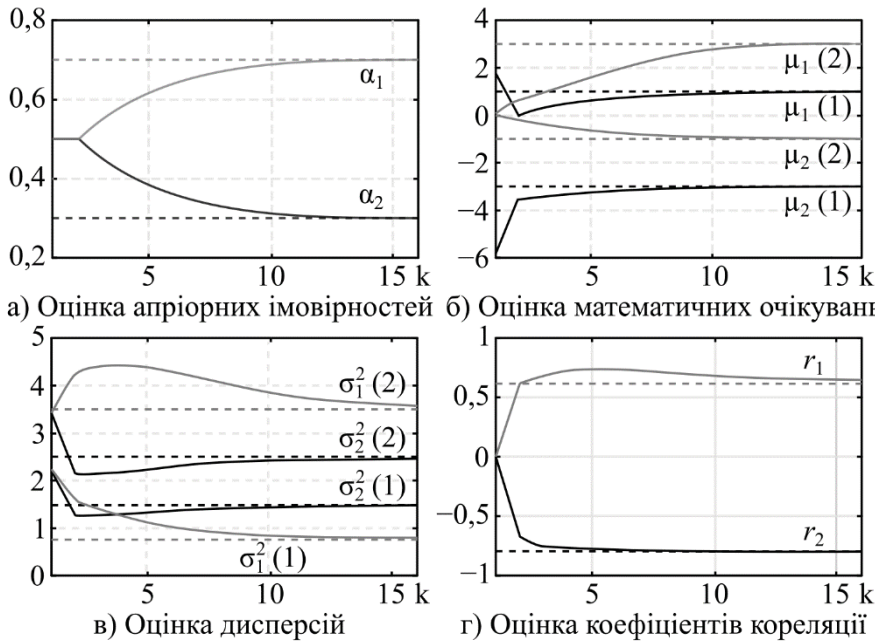 0,8
0,6
0,4
0,2
α₁
α₂
5 10 15 k
а) Оцінка апріорних імовірностей
4
2
0
−2
−4
−6
μ₁ (2)
μ₁ (1)
μ₂ (2)
μ₂ (1)
5 10 15 k
б) Оцінка математичних очікувань
5
4
3
2
1
0
σ₁² (2)
σ₂² (2)
σ₂² (1)
σ₁² (1)
5 10 15 k
в) Оцінка дисперсій
1
0,5
0
−0,5
−1
r₁
r₂
5 10 15 k
г) Оцінка коефіцієнтів кореляції